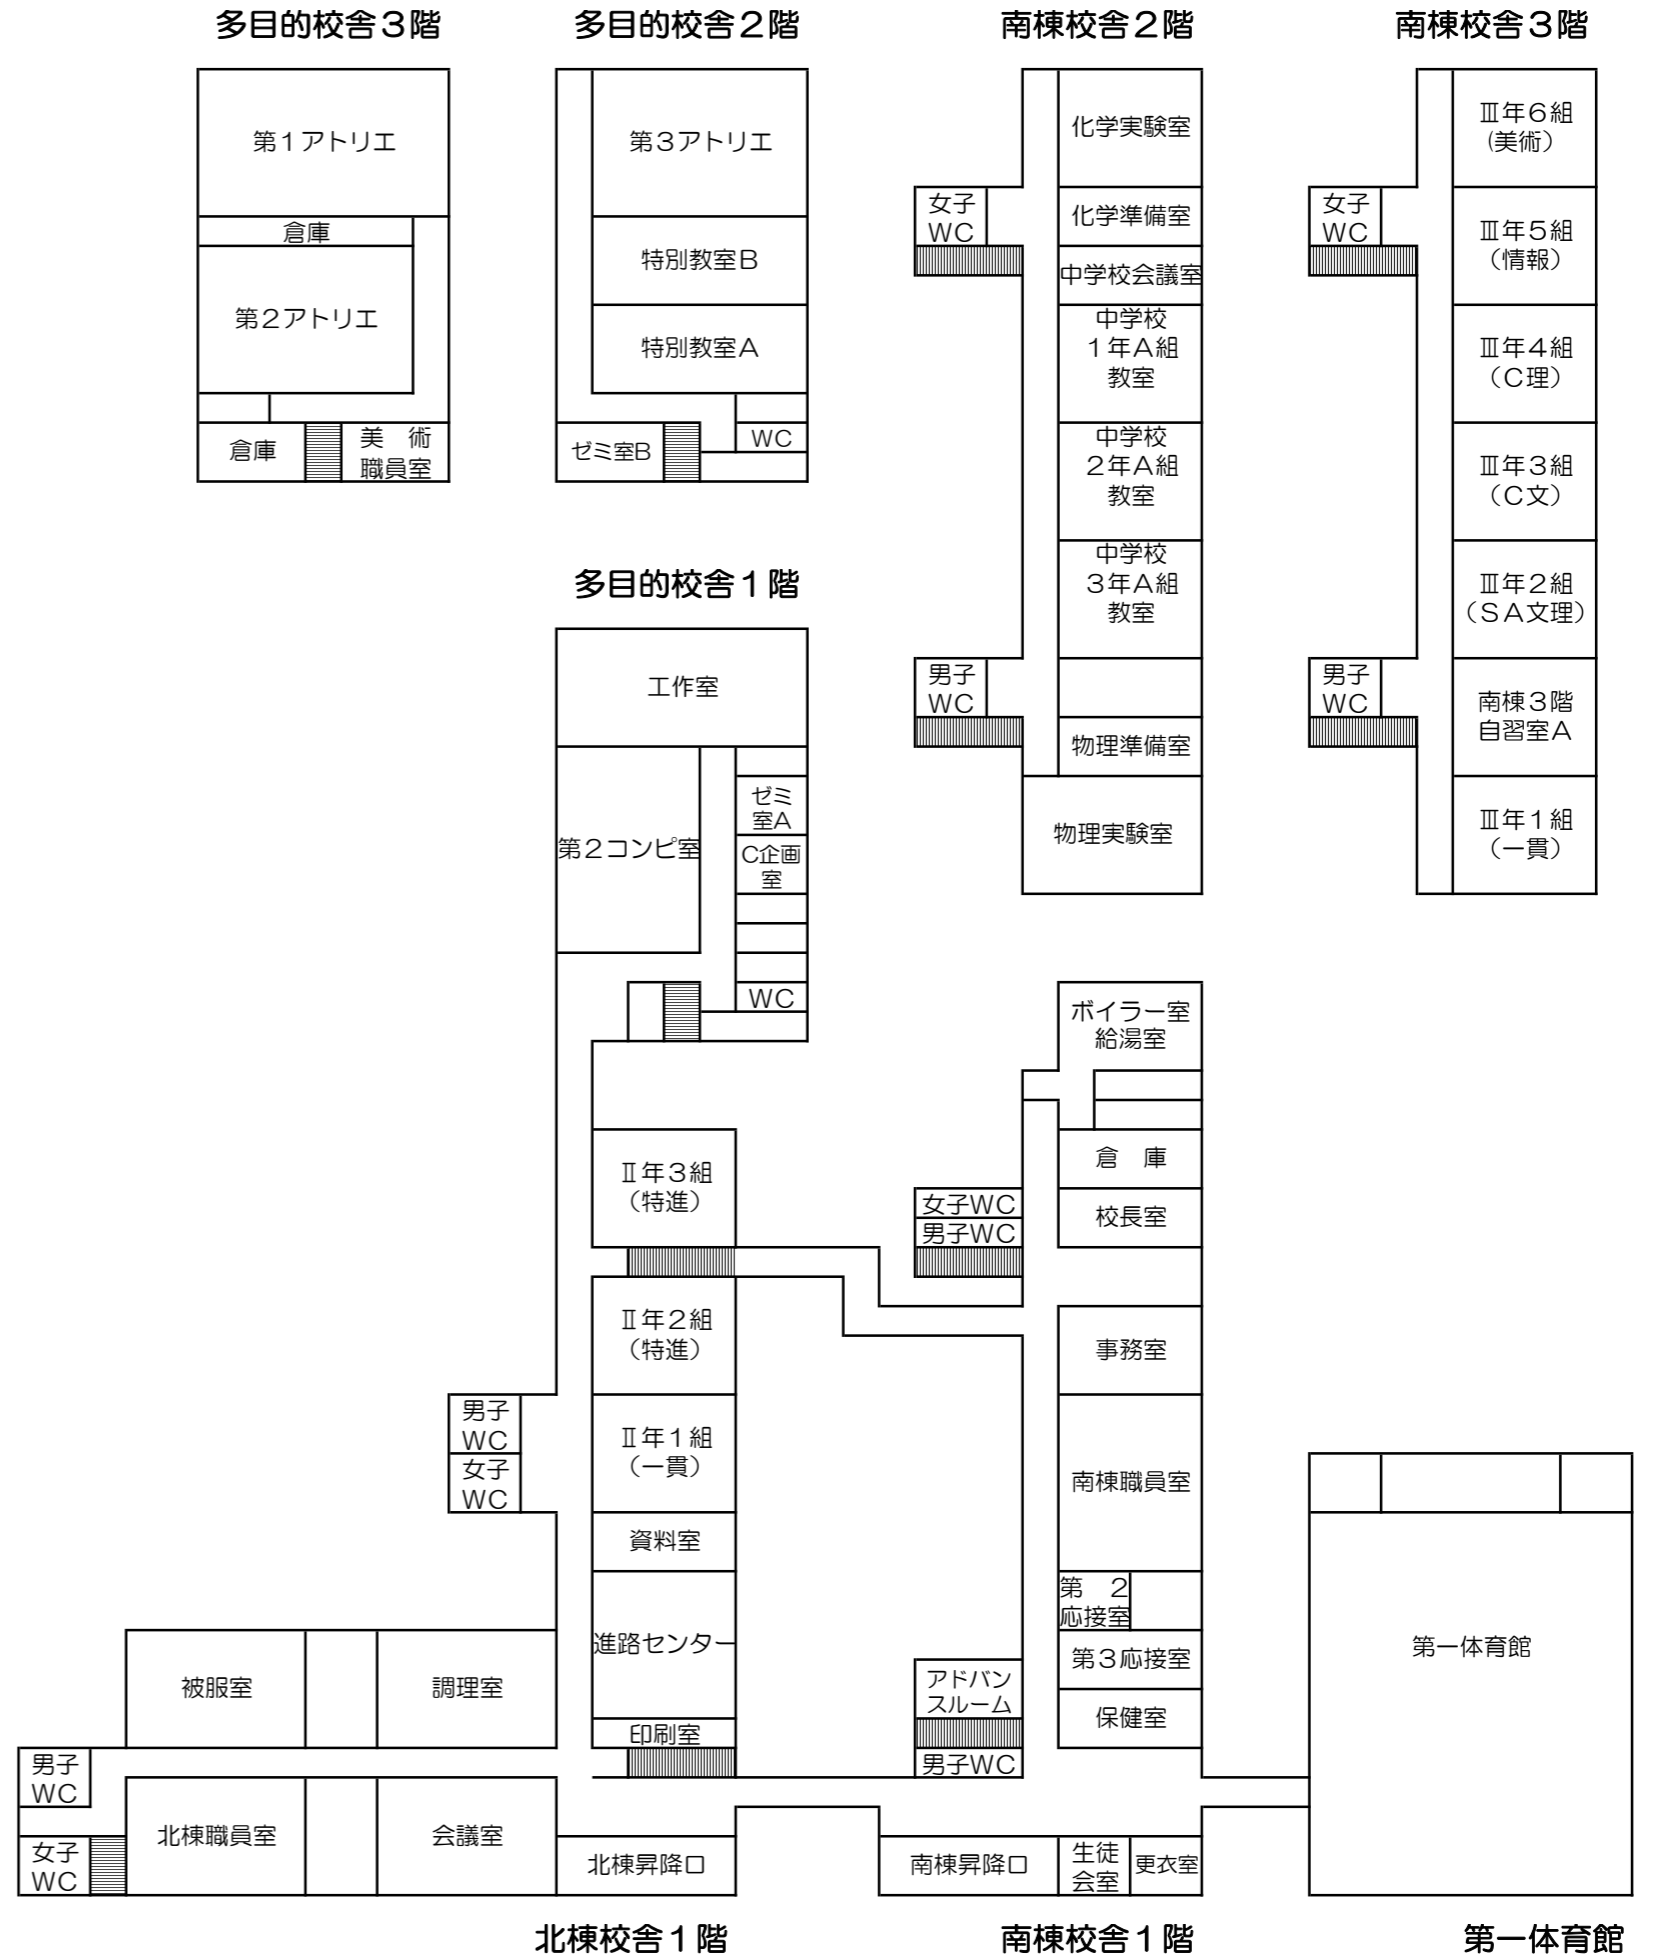 多目的校舎３階
第１アトリエ
倉庫
第２アトリエ
倉庫
美　術
職員室
多目的校舎２階
第３アトリエ
特別教室Ｂ
特別教室Ａ
ゼミ室B
WC
南棟校舎２階
化学実験室
女子
ＷＣ
化学準備室
中学校会議室
中学校
１年Ａ組
教室
中学校
２年Ａ組
教室
中学校
３年Ａ組
教室
男子
ＷＣ
物理準備室
物理実験室
南棟校舎３階
Ⅲ年６組
(美術）
女子
ＷＣ
Ⅲ年５組
（情報）
Ⅲ年４組
（Ｃ理）
Ⅲ年３組
（Ｃ文）
Ⅲ年２組
（ＳＡ文理）
男子
ＷＣ
南棟３階
自習室Ａ
Ⅲ年１組
（一貫）
多目的校舎１階
工作室
第２コンピ室
ゼミ
室A
C企画
室
WC
Ⅱ年３組
（特進）
Ⅱ年２組
（特進）
男子
ＷＣ
女子
ＷＣ
Ⅱ年１組
（一貫）
資料室
進路センター
印刷室
被服室
調理室
男子
ＷＣ
女子
ＷＣ
北棟職員室
会議室
北棟昇降口
北棟校舎１階
ボイラー室
給湯室
倉　庫
女子WC
男子WC
校長室
事務室
南棟職員室
第　２
応接室
第３応接室
アドバン
スルーム
保健室
男子WC
南棟昇降口
生徒
会室
更衣室
南棟校舎１階
第一体育館
第一体育館